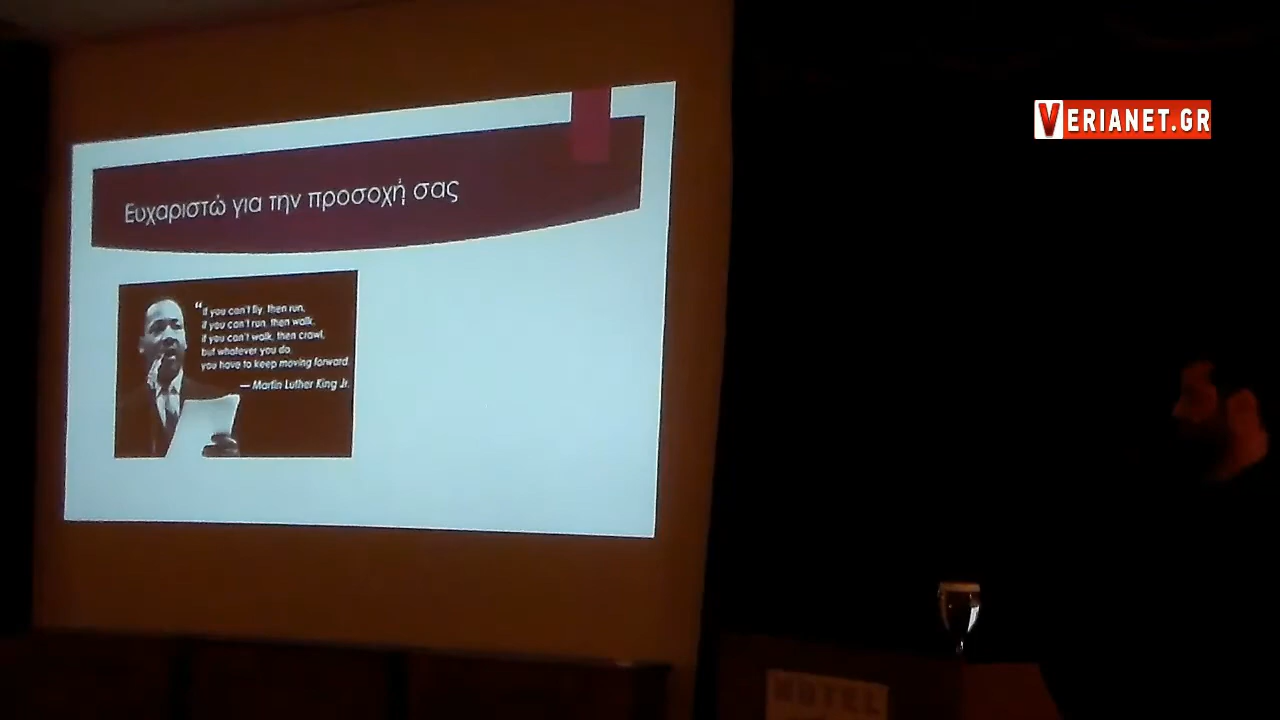 VERIANET.GR
Ευχαριστώ για την προσοχή σας
“If you can't fly, then run,
if you can't run, then walk,
if you can't walk, then crawl,
but whatever you do
you have to keep moving forward.
— Martin Luther King Jr.
HOTEL